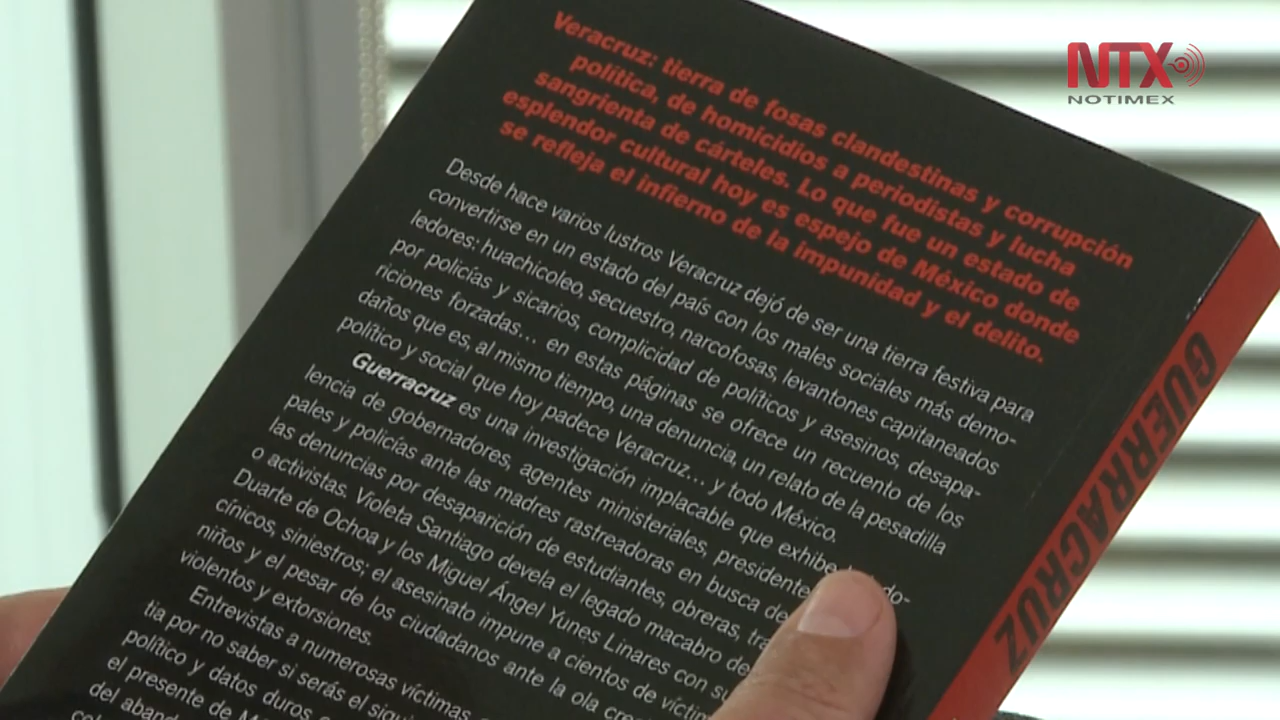 NTX
NOTIMEX
Veracruz: tierra de fosas clandestinas y corrupción
política, de homicidios a periodistas y lucha
sangrienta de cárteles. Lo que fue un estado de
esplendor cultural hoy es espejo de México donde
se refleja el infierno de la impunidad y el delito.
Desde hace varios lustros Veracruz dejó de ser una tierra festiva para
convertirse en un estado del país con los males sociales más demo-
ledores: huachicoleo, secuestro, narcofosas, levantones capitaneados
por policías y sicarios, complicidad de políticos y asesinos, desapa-
riciones forzadas... en estas páginas se ofrece un recuento de los
daños que es, al mismo tiempo, una denuncia, un relato de la pesadilla
político y social que hoy padece Veracruz... y todo México.
Guerracruz es una investigación implacable que exhibe do-
lencia de gobernadores, agentes ministeriales, presidente
pales y policías ante las madres rastreadoras en busca de
las denuncias por desaparición de estudiantes, obreras, tra
o activistas. Violeta Santiago devela el legado macabro de
Duarte de Ochoa y los Miguel Ángel Yunes Linares con su
cínicos, siniestros; el asesinato impune a cientos de víctim
niños y el pesar de los ciudadanos ante la ola cre
violentos y extorsiones.
Entrevistas a numerosas víctimas
tia por no saber si serás el sigui
político y datos duros
el presente de Mé
del aband
GUERRACRUZ